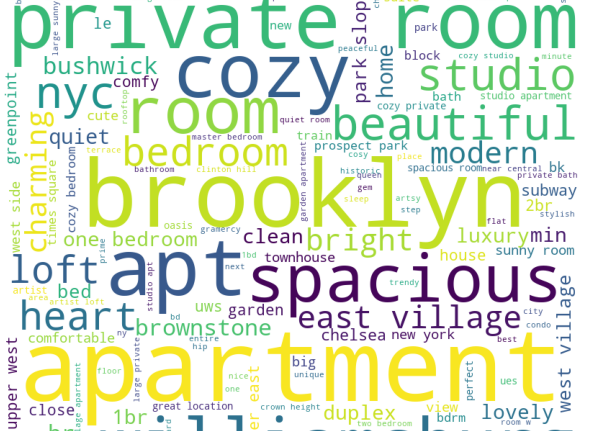 private room
large sunny
le
new
park
peaceful
park slop
home
block
cozy studio
minute
bushwick
comfy
cozy
studio
nyc
bath
studio apartment
cute
rooftop
room
quiet room
cozy private
beautiful
greenpoint
charming
quiet
master bedroom
train
prospect park
modern
terrace
bedroom
cosy
place
bathroom
clinton hill
garden apartment
historic
spacious room
near central
bk
queen
private bath
times square
cozy bedroom
brooklyn
gem
sleep
artsy
step
subway
2br
stylish
west side
oasis
gramercy
flat
one bedroom
prime
clean
bright
luxury
min
loft
apt
1bd
townhouse
house
sunny room
next
spacious
artist
bed
studio apt
trendy
area
artist loft
heart
uws
garden
east village
city
west village
brownstone
bd
condo
comfortable
ny
entire
hip
chelsea
new york
best
upper west
apartment
floor
large private
big
unique
nice
one
perfect
ues
close
1br
great location
crown height
duplex
view
bdrm
lovely
two bedroom
room w